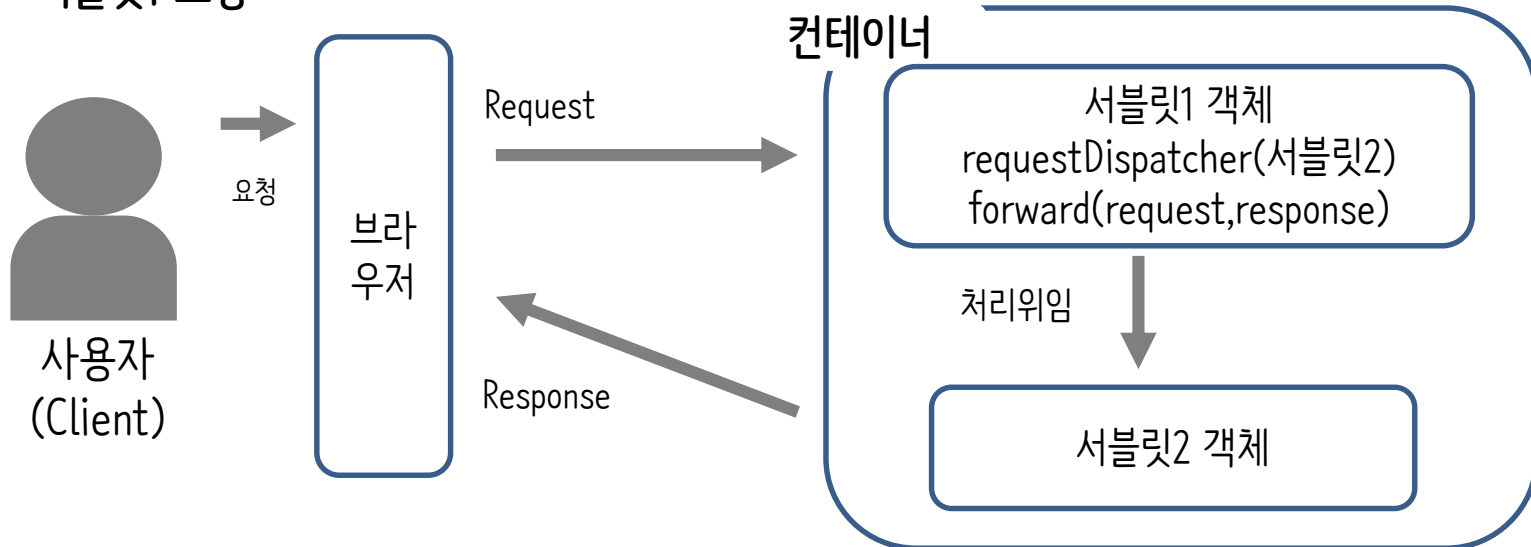 컨테이너
서블릿1 객체
requestDispatcher(서블릿2)
forward(request,response)
Request
요청
브라
우저
처리위임
사용자
(Client)
Response
서블릿2 객체